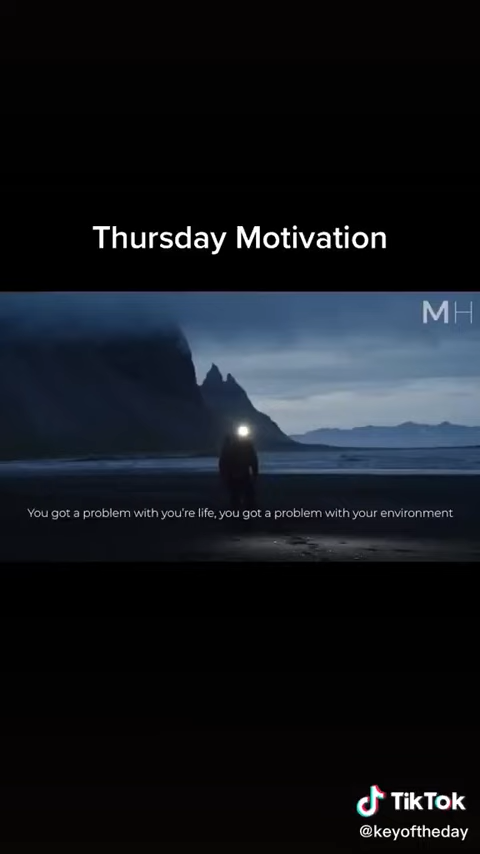 Thursday Motivation
MH
You got a problem with you're life, you got a problem with your environment
TikTok
@keyoftheday